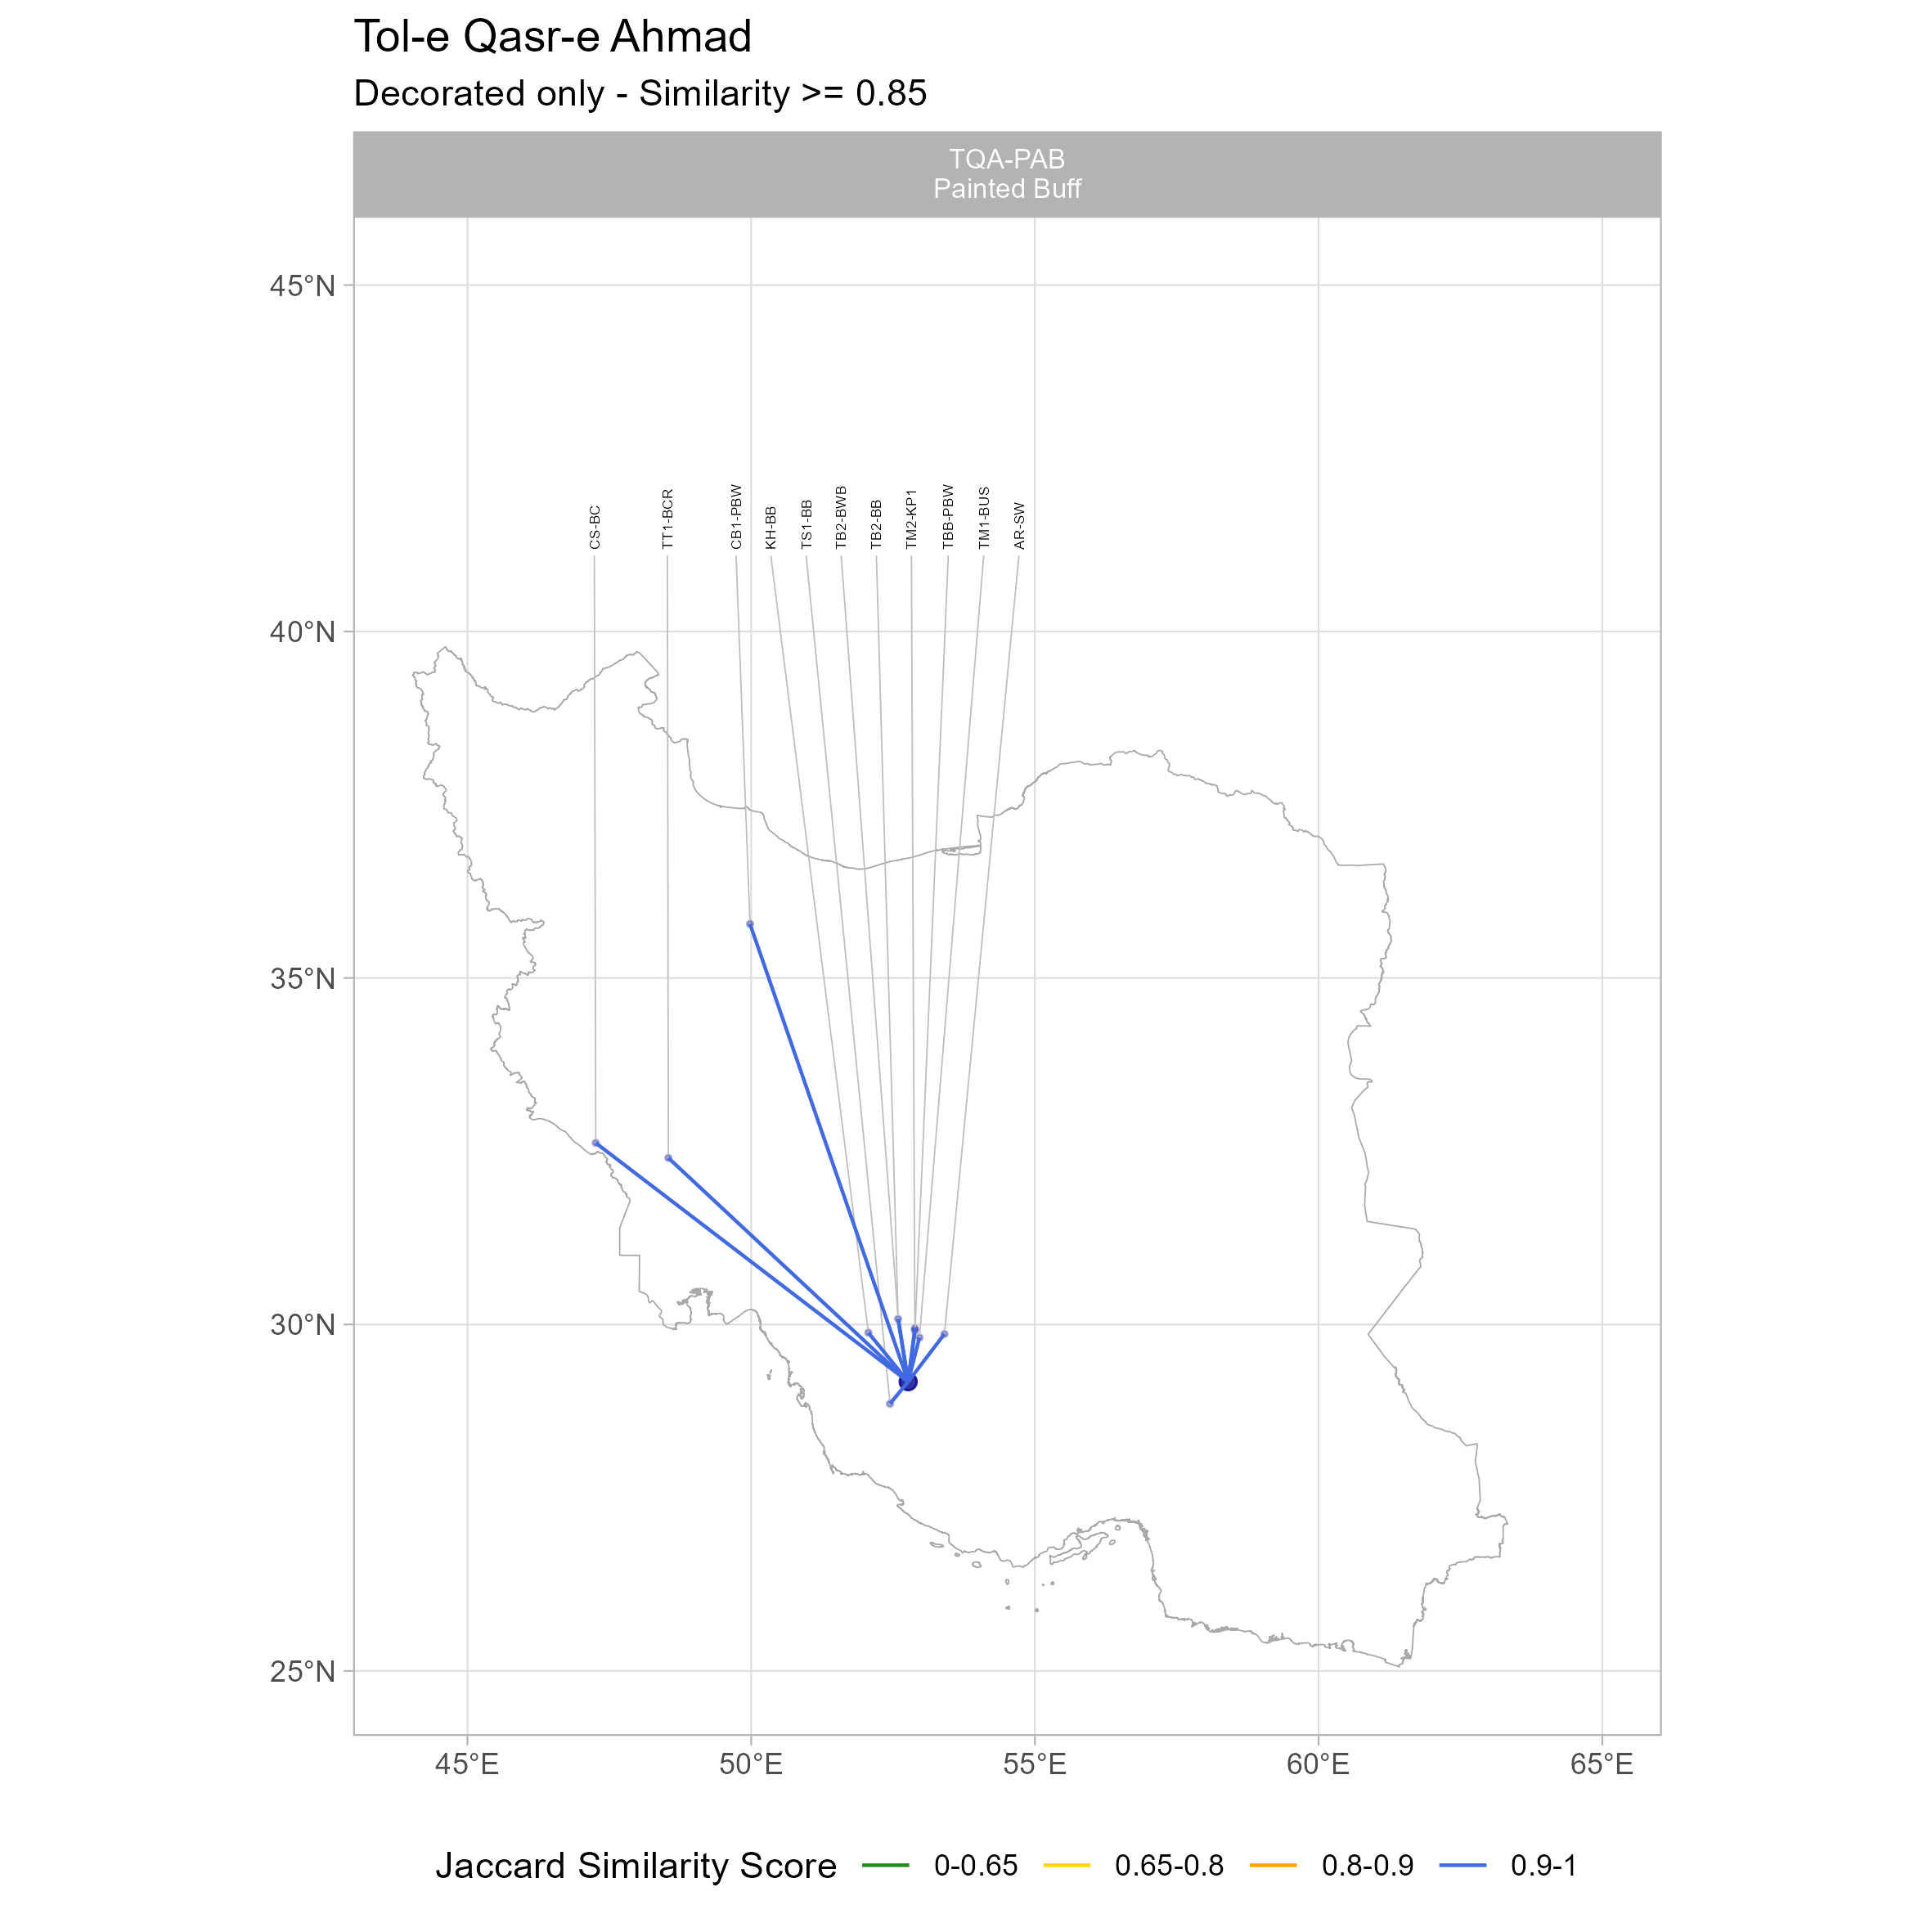 Tol-e Qasr-e Ahmad
Decorated only - Similarity >= 0.85
TQA-PAB
Painted Buff
45°N
40°N
35°N
30°N
25°N
CS-BC
TT1-BCR
CB1-PBW
KH-BB
TS1-BB
TB2-BWB
TB2-BB
TM2-KP1
TBB-PBW
TM1-BUS
AR-SW
45°E 50°E 55°E 60°E 65°E
Jaccard Similarity Score 0-0.65 0.65-0.8 0.8-0.9 0.9-1